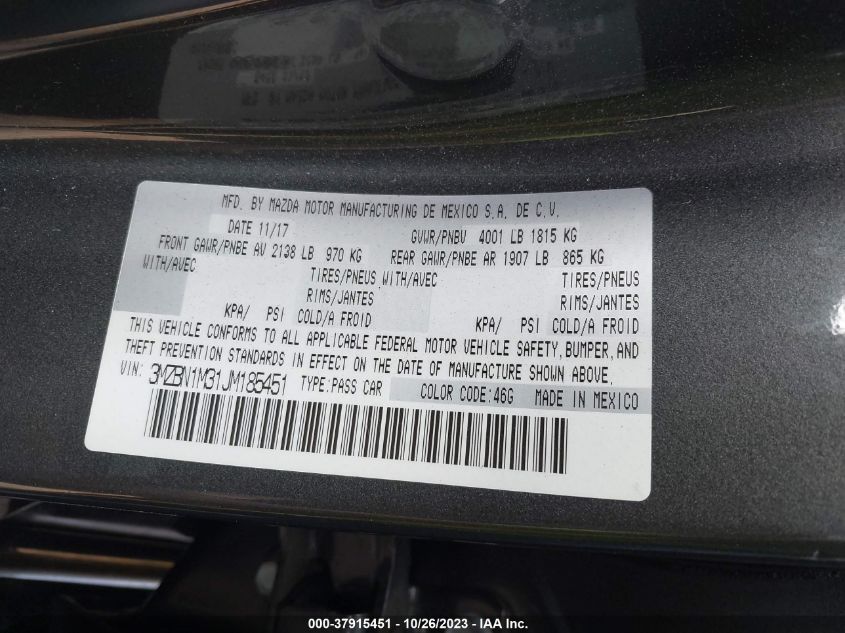 MFD. BY MAZDA MOTOR MANUFACTURING DE MEXICO S.A. DE C.V.
DATE 11/17 GVWR/PNBV 4001 LB 1815 KG
FRONT GAWR/PNBE AV 2138 LB 970 KG REAR GAWR/PNBE AR 1907 LB 865 KG
WITH/AVEC TIRES/PNEUS WITH/AVEC TIRES/PNEUS
RIMS/JANTES RIMS/JANTES
KPA/ PSI COLD/A FROID KPA/ PSI COLD/A FROID
THIS VEHICLE CONFORMS TO ALL APPLICABLE FEDERAL MOTOR VEHICLE SAFETY, BUMPER, AND
THEFT PREVENTION STANDARDS IN EFFECT ON THE DATE OF MANUFACTURE SHOWN ABOVE.
VIN: 3MZBN1M31JM185451 TYPE:PASS CAR COLOR CODE:46G MADE IN MEXICO
000-37915451 - 10/26/2023 - IAA Inc.